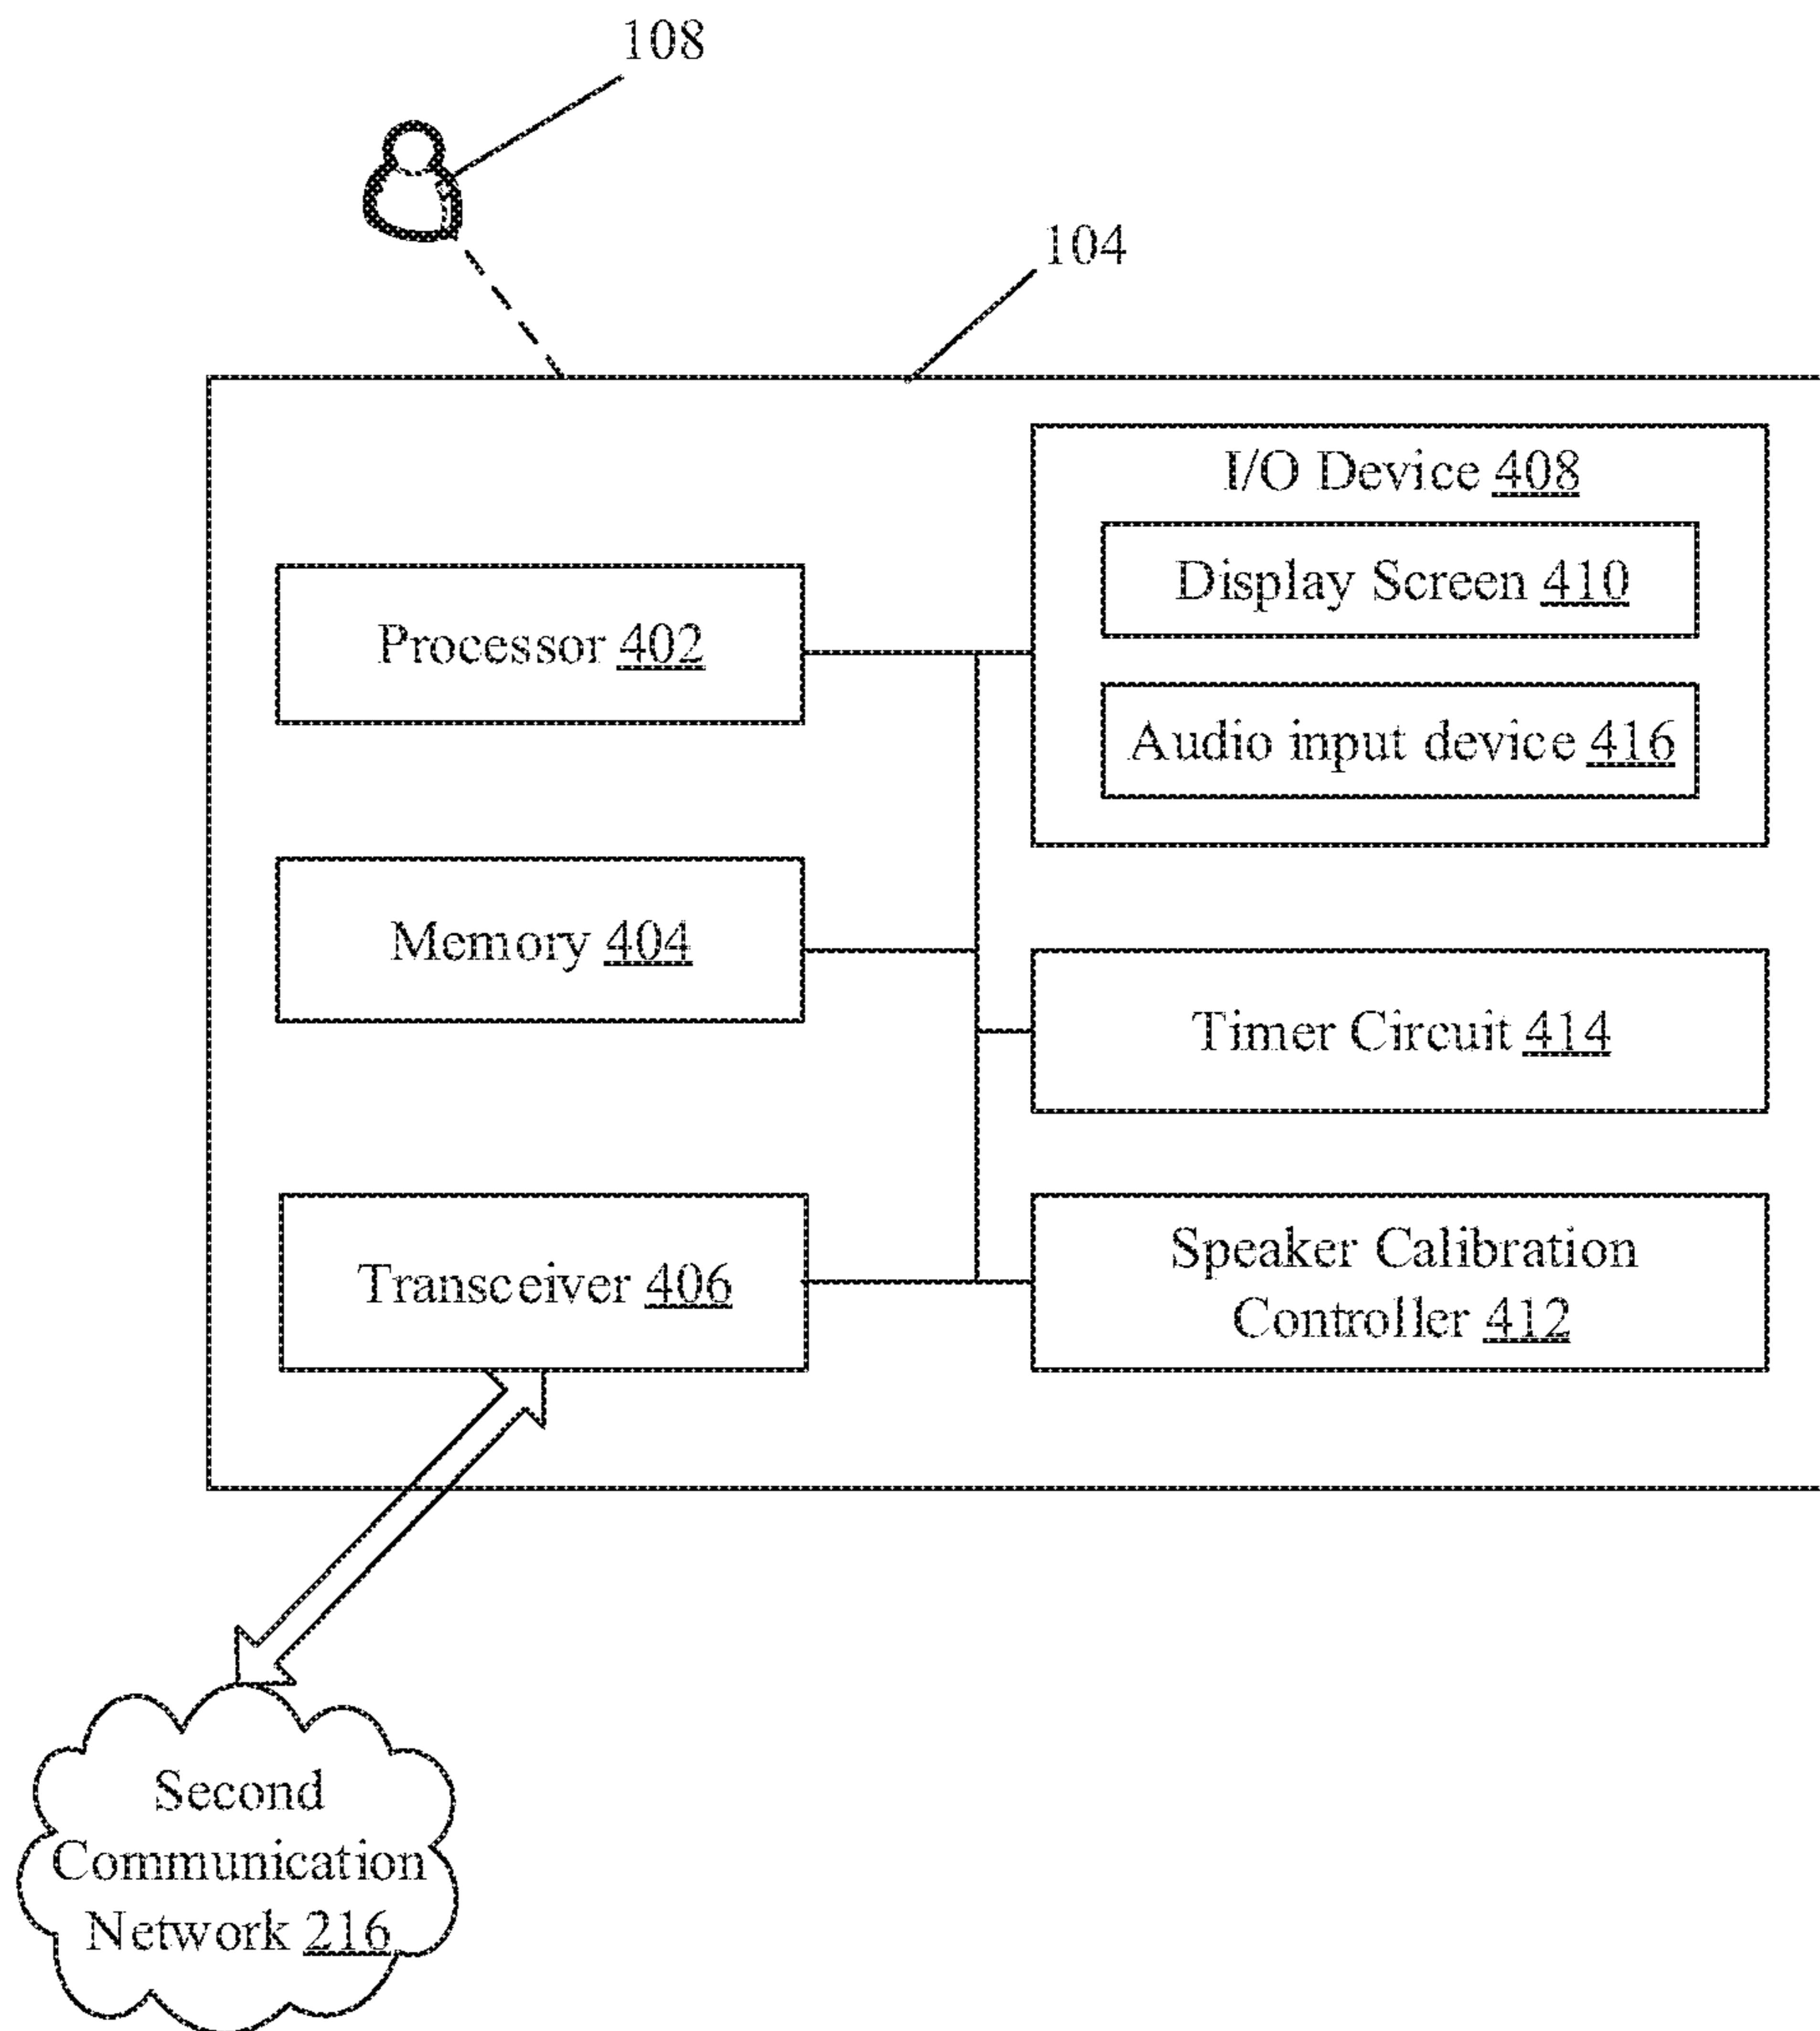 108
104
I/O Device 408
Display Screen 410
Processor 402
Audio input device 416
Memory 404
Timer Circuit 414
Transceiver 406
Speaker Calibration
Controller 412
Second
Communication
Network 216